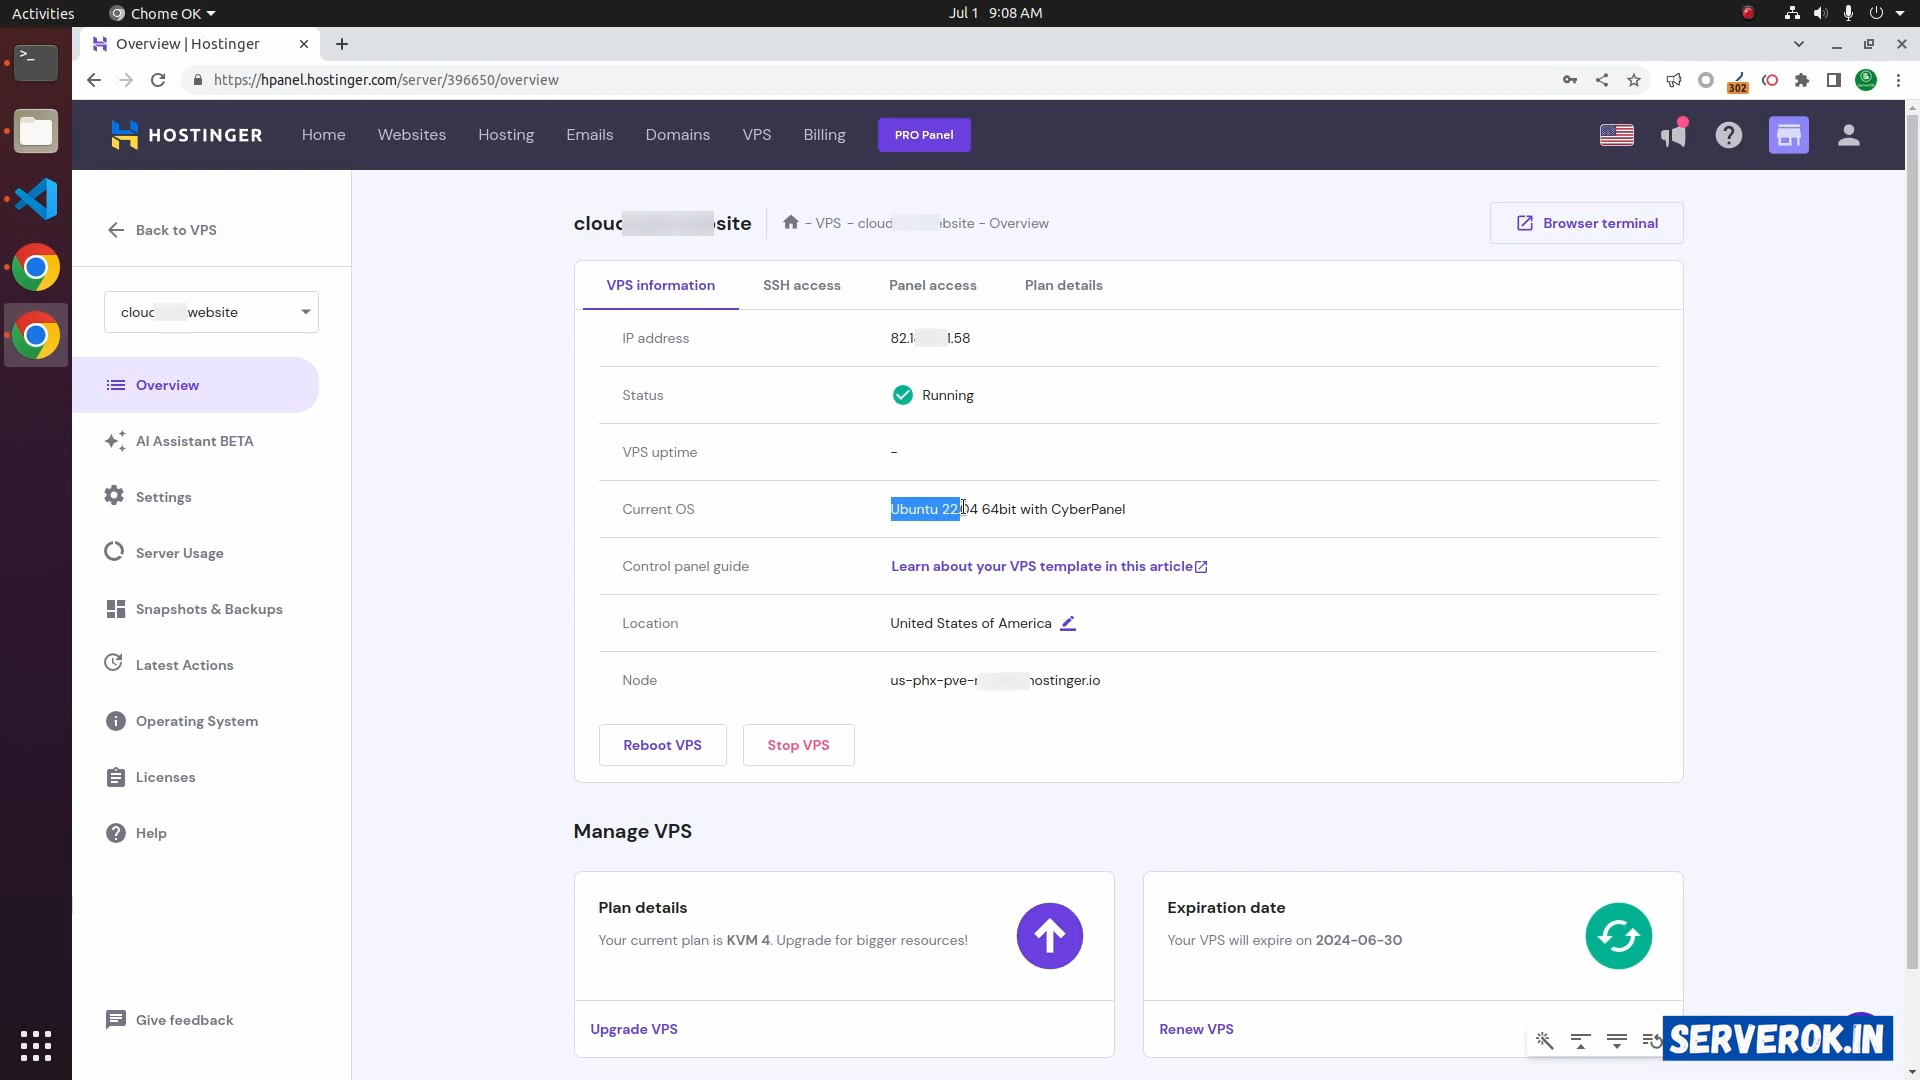 Activities
Chome OK
Jul 1 9:08 AM
Overview | Hostinger
https://hpanel.hostinger.com/server/396650/overview
302
HOSTINGER
Home
Websites
Hosting
Emails
Domains
VPS
Billing
PRO Panel
Back to VPS
cloud
site
- VPS - cloud
ebsite - Overview
Browser terminal
clouc
website
Overview
AI Assistant BETA
Settings
Server Usage
Snapshots & Backups
Latest Actions
Operating System
Licenses
Help
Give feedback
VPS information
SSH access
Panel access
Plan details
IP address
82.1
1.58
Status
Running
VPS uptime
-
Current OS
Ubuntu 22.04 64bit with CyberPanel
Control panel guide
Learn about your VPS template in this article
Location
United States of America
Node
us-phx-pve-
hostinger.io
Reboot VPS
Stop VPS
Manage VPS
Plan details
Your current plan is KVM 4. Upgrade for bigger resources!
Upgrade VPS
Expiration date
Your VPS will expire on 2024-06-30
Renew VPS
SERVEROK.IN